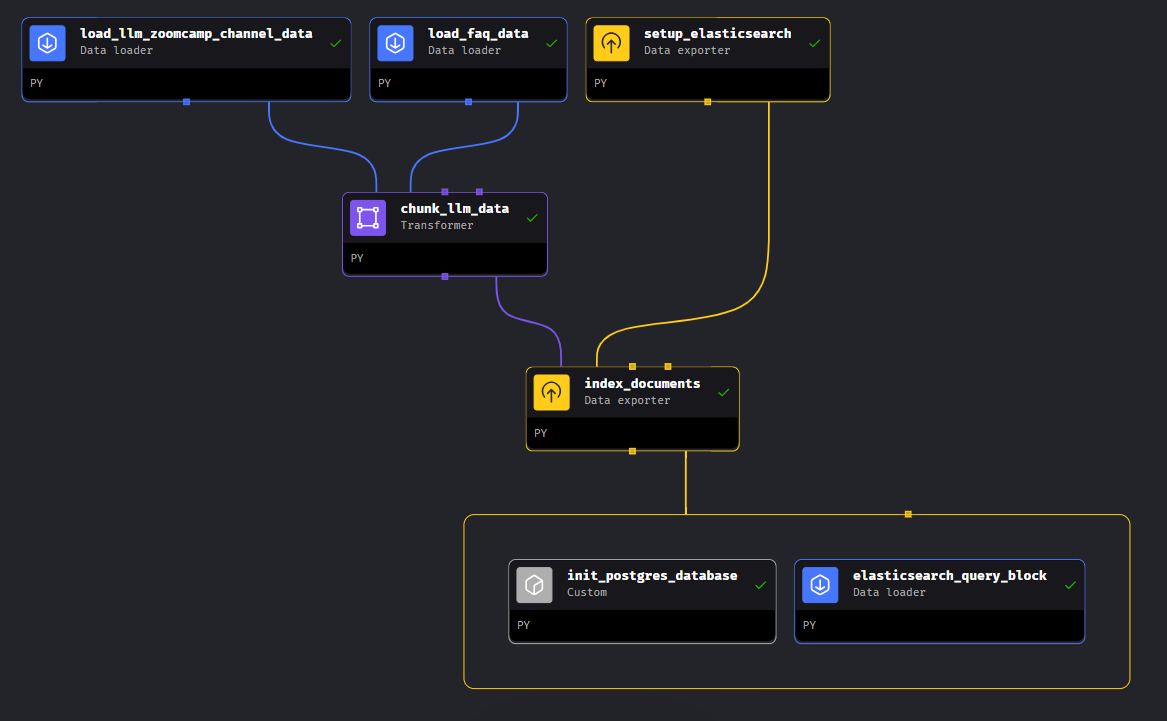 load_llm_zoomcamp_channel_data
Data loader
PY
load_faq_data
Data loader
PY
setup_elasticsearch
Data exporter
PY
chunk_llm_data
Transformer
PY
index_documents
Data exporter
PY
init_postgres_database
Custom
PY
elasticsearch_query_block
Data loader
PY